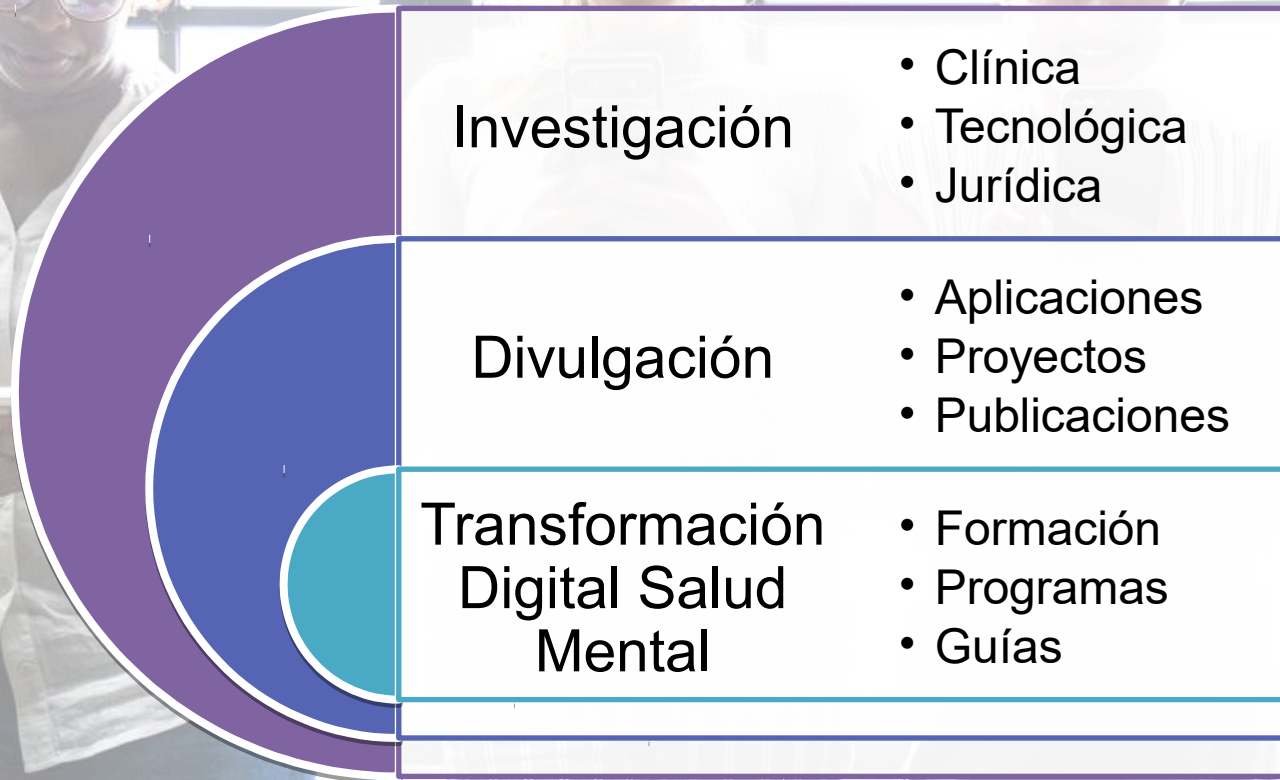 Investigación
• Clínica
• Tecnológica
• Jurídica
Divulgación
• Aplicaciones
• Proyectos
• Publicaciones
Transformación
Digital Salud
Mental
• Formación
• Programas
• Guías